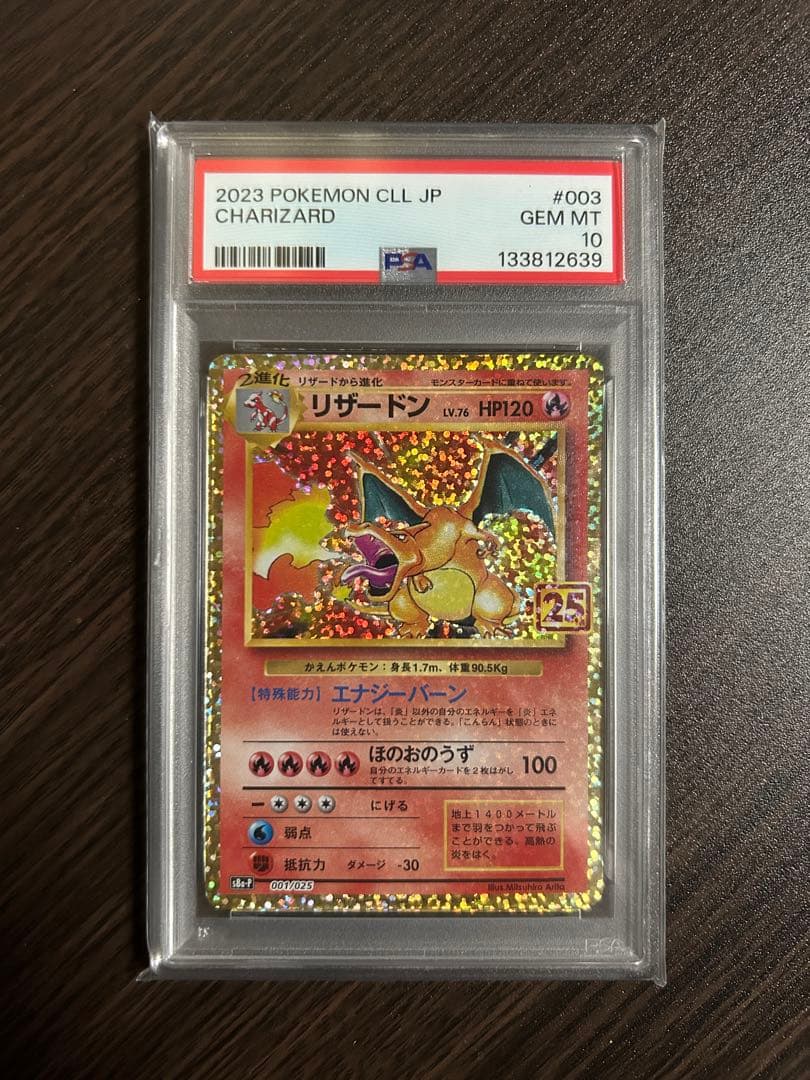 2023 POKEMON CLL JP #003
CHARIZARD GEM MT
10
PSA 133812639
2進化 リザードから進化 モンスターカードに重ねて使います。
リザードン LV.76 HP120
25
かえんポケモン：身長1.7m、体重90.5Kg
【特殊能力】エナジーバーン
リザードンは、「炎」以外の自分のエネルギーを「炎」エネ
ルギーとして扱うことができる。「こんらん」状態のときに
は使えない。
ほのおのうず 100
自分のエネルギーカードを２枚はがし
てすてる。
ー にげる
弱点
抵抗力 ダメージ -30
地上１４００メートル
まで羽をつかって飛ぶ
ことができる。高熱の
炎をはく。
s8a-P 001/025 Illus Mitsuhiro Arita
PSA